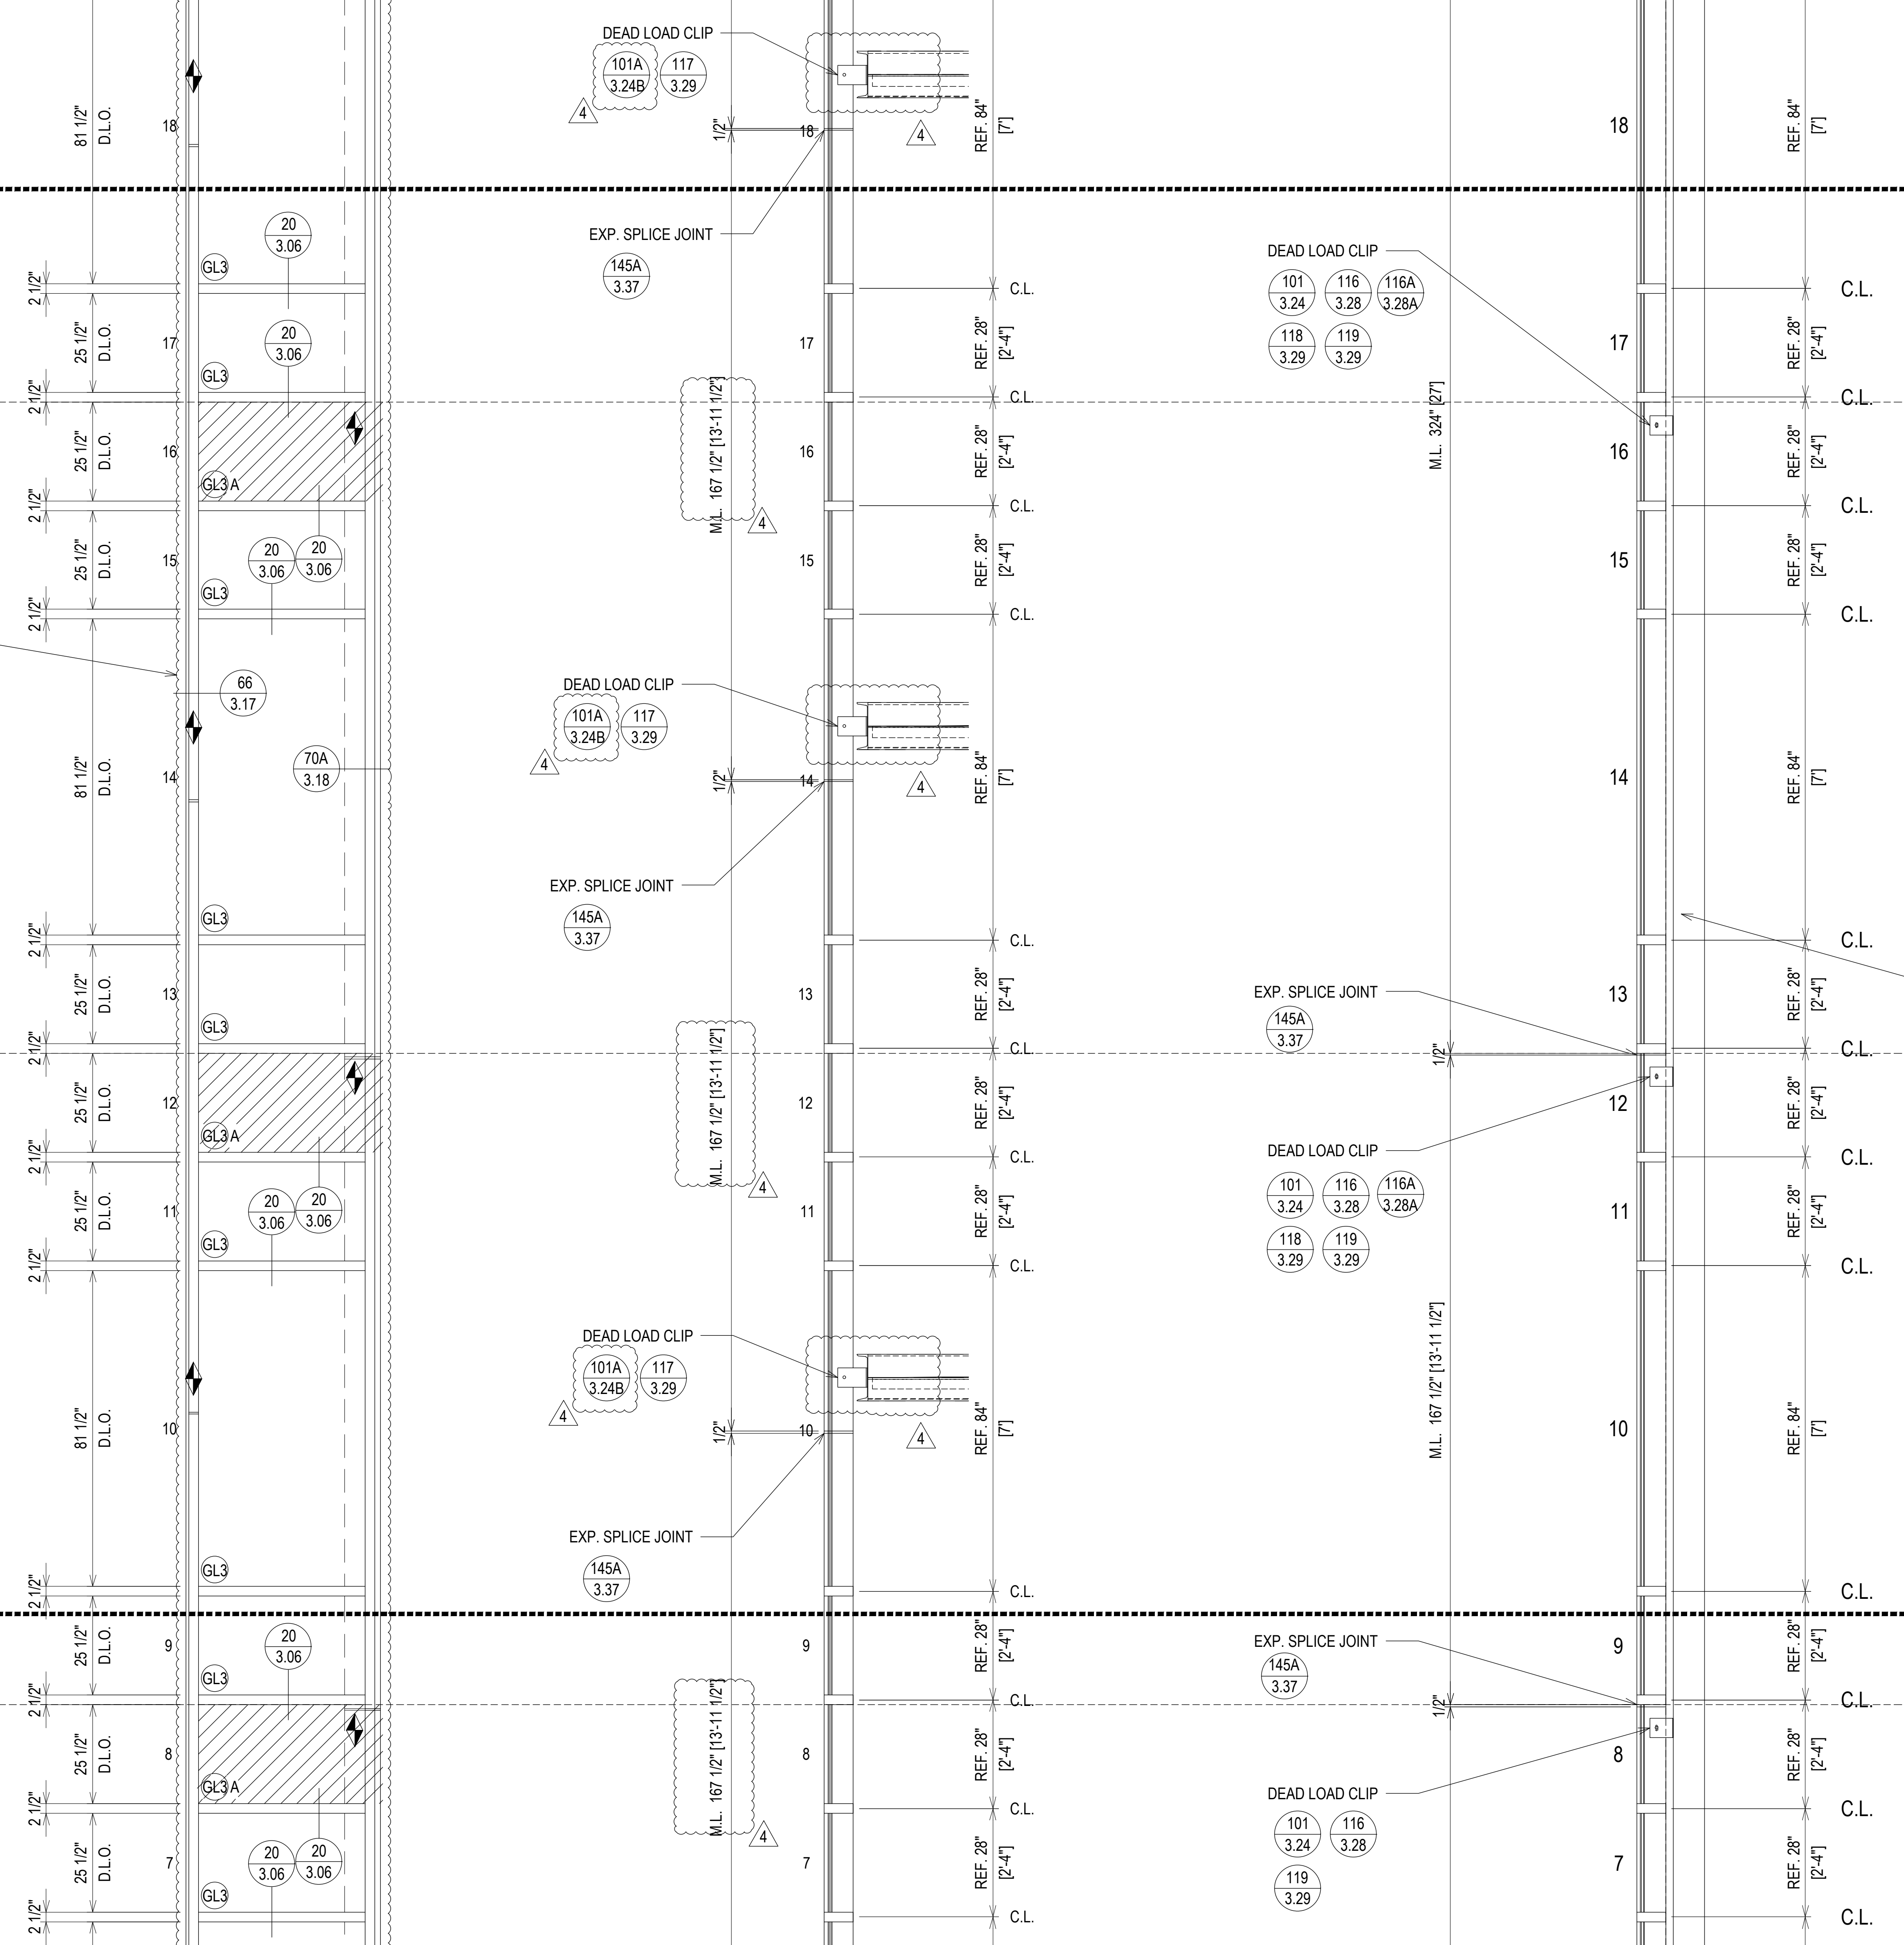 DEAD LOAD CLIP
101A
3.24B
117
3.29
4
81 1/2"
D.L.O.
18
1/2"
18
4
REF. 84"
[7']
18
REF. 84"
[7']
20
3.06
EXP. SPLICE JOINT
145A
3.37
DEAD LOAD CLIP
101
3.24
116
3.28
116A
3.28A
118
3.29
119
3.29
GL3
2 1/2"
C.L.
C.L.
20
3.06
25 1/2"
D.L.O.
17
17
REF. 28"
[2'-4"]
17
REF. 28"
[2'-4"]
GL3
2 1/2"
C.L.
C.L.
M.L. 167 1/2" [13'-11 1/2"]
4
M.L. 324" [27']
25 1/2"
D.L.O.
16
16
REF. 28"
[2'-4"]
16
REF. 28"
[2'-4"]
GL3A
2 1/2"
C.L.
C.L.
25 1/2"
D.L.O.
15
20
3.06
20
3.06
15
REF. 28"
[2'-4"]
15
REF. 28"
[2'-4"]
GL3
2 1/2"
C.L.
C.L.
66
3.17
DEAD LOAD CLIP
101A
3.24B
117
3.29
4
70A
3.18
81 1/2"
D.L.O.
14
1/2"
14
4
REF. 84"
[7']
14
REF. 84"
[7']
EXP. SPLICE JOINT
145A
3.37
GL3
2 1/2"
C.L.
C.L.
25 1/2"
D.L.O.
13
13
REF. 28"
[2'-4"]
EXP. SPLICE JOINT
145A
3.37
13
REF. 28"
[2'-4"]
GL3
2 1/2"
C.L.
1/2"
C.L.
M.L. 167 1/2" [13'-11 1/2"]
4
25 1/2"
D.L.O.
12
12
REF. 28"
[2'-4"]
12
REF. 28"
[2'-4"]
GL3A
2 1/2"
C.L.
C.L.
DEAD LOAD CLIP
101
3.24
116
3.28
116A
3.28A
118
3.29
119
3.29
25 1/2"
D.L.O.
11
20
3.06
20
3.06
11
REF. 28"
[2'-4"]
11
REF. 28"
[2'-4"]
GL3
2 1/2"
C.L.
C.L.
DEAD LOAD CLIP
101A
3.24B
117
3.29
4
M.L. 167 1/2" [13'-11 1/2"]
81 1/2"
D.L.O.
10
1/2"
10
4
REF. 84"
[7']
10
REF. 84"
[7']
EXP. SPLICE JOINT
145A
3.37
GL3
2 1/2"
C.L.
C.L.
20
3.06
25 1/2"
D.L.O.
9
9
REF. 28"
[2'-4"]
EXP. SPLICE JOINT
145A
3.37
9
REF. 28"
[2'-4"]
GL3
2 1/2"
C.L.
1/2"
C.L.
M.L. 167 1/2" [13'-11 1/2"]
4
25 1/2"
D.L.O.
8
8
REF. 28"
[2'-4"]
8
REF. 28"
[2'-4"]
GL3A
2 1/2"
C.L.
C.L.
DEAD LOAD CLIP
101
3.24
116
3.28
119
3.29
25 1/2"
D.L.O.
7
20
3.06
20
3.06
7
REF. 28"
[2'-4"]
7
REF. 28"
[2'-4"]
GL3
2 1/2"
C.L.
C.L.